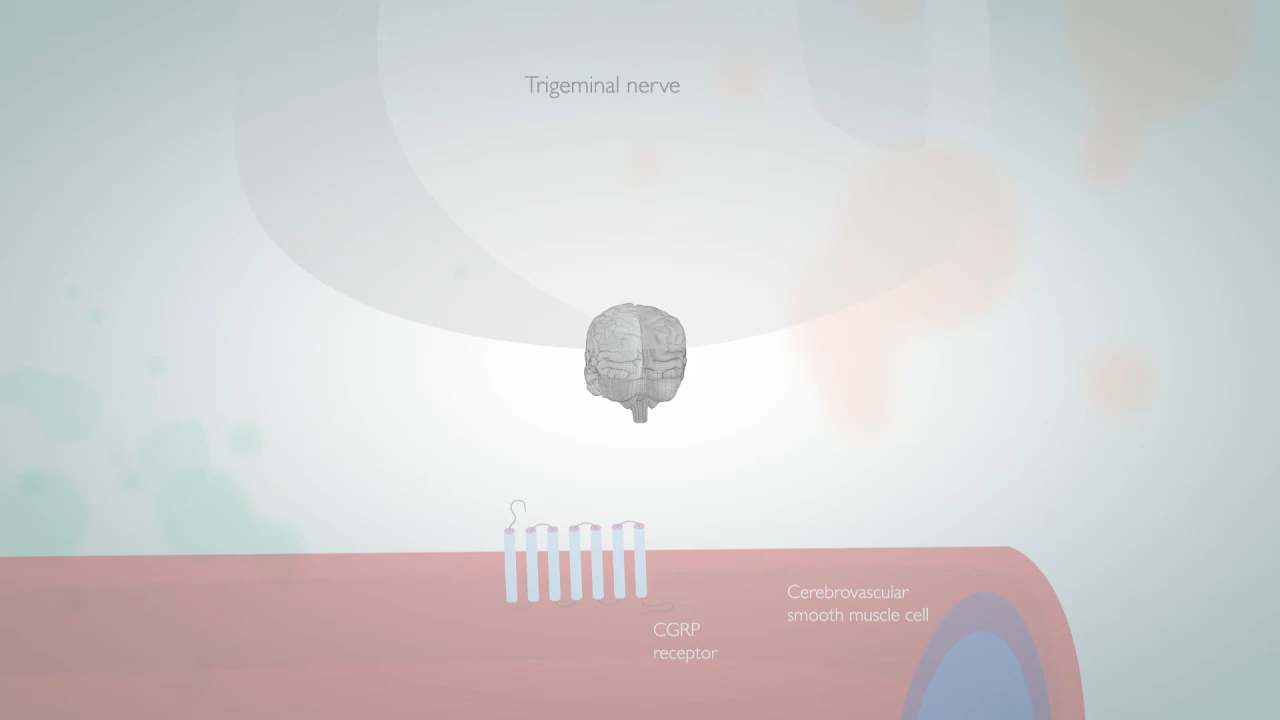 Trigeminal nerve
Cerebrovascular
smooth muscle cell
CGRP
receptor